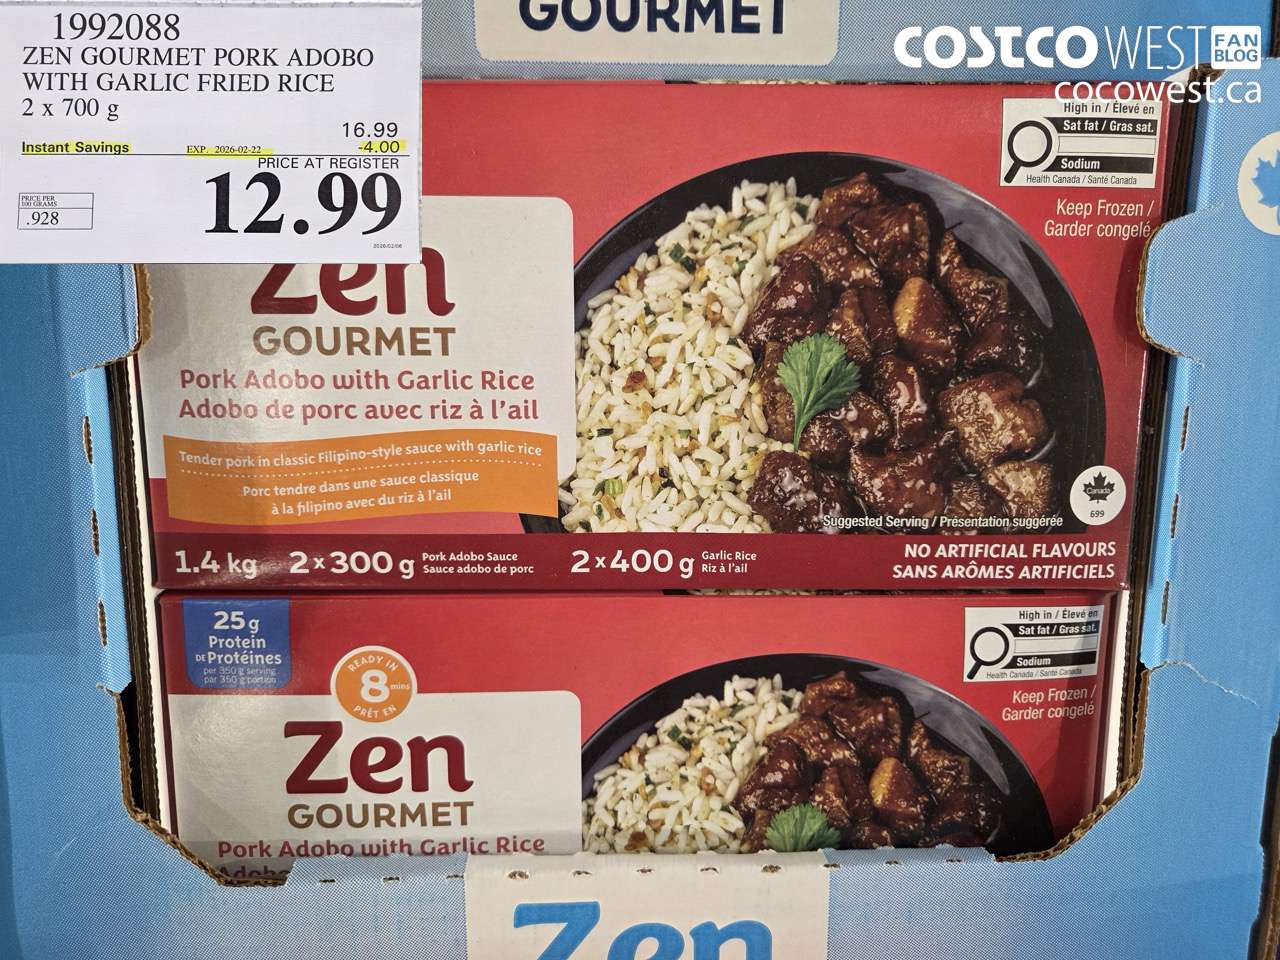 GOURMET
COSTCO WEST FAN BLOG
cocowest.ca
1992088
ZEN GOURMET PORK ADOBO
WITH GARLIC FRIED RICE
2 x 700 g
16.99
Instant Savings EXP. 2026-02-22 -4.00
PRICE AT REGISTER
12.99
PRICE PER
100 GRAMS
.928
2026/02/06
High in / Élevé en
Sat fat / Gras sat.
Sodium
Health Canada / Santé Canada
Keep Frozen /
Garder congelé
Zen
GOURMET
Pork Adobo with Garlic Rice
Adobo de porc avec riz à l'ail
Tender pork in classic Filipino-style sauce with garlic rice
Porc tendre dans une sauce classique
à la filipino avec du riz à l'ail
Canada
699
Suggested Serving / Présentation suggérée
1.4 kg 2 x 300 g Pork Adobo Sauce
Sauce adobo de porc
2 x 400 g Garlic Rice
Riz à l'ail
NO ARTIFICIAL FLAVOURS
SANS ARÔMES ARTIFICIELS
25 g
Protein
DE Protéines
per 350 g serving
par 350 g portion
READY IN
8 mins
PRÊT EN
High in / Élevé en
Sat fat / Gras sat.
Sodium
Health Canada / Santé Canada
Keep Frozen /
Garder congelé
Zen
GOURMET
Pork Adobo with Garlic Rice
Adobo
Zen